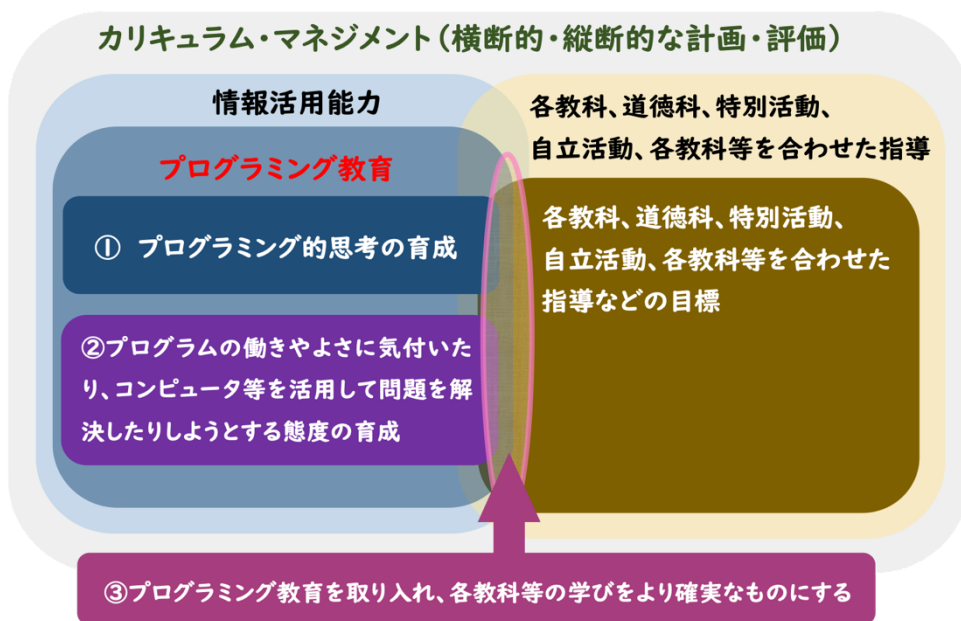 カリキュラム・マネジメント（横断的・縦断的な計画・評価）
情報活用能力
プログラミング教育
① プログラミング的思考の育成
②プログラムの働きやよさに気付いた
り、コンピュータ等を活用して問題を解
決したりしようとする態度の育成
各教科、道徳科、特別活動、
自立活動、各教科等を合わせた指導
各教科、道徳科、特別活動、
自立活動、各教科等を合わせた
指導などの目標
③プログラミング教育を取り入れ、各教科等の学びをより確実なものにする